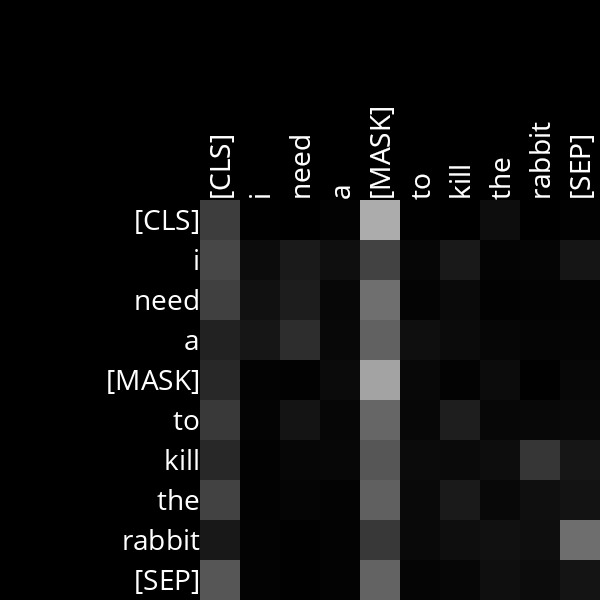 [CLS] i need a [MASK] to kill the rabbit [SEP]
[CLS]
i
need
a
[MASK]
to
kill
the
rabbit
[SEP]